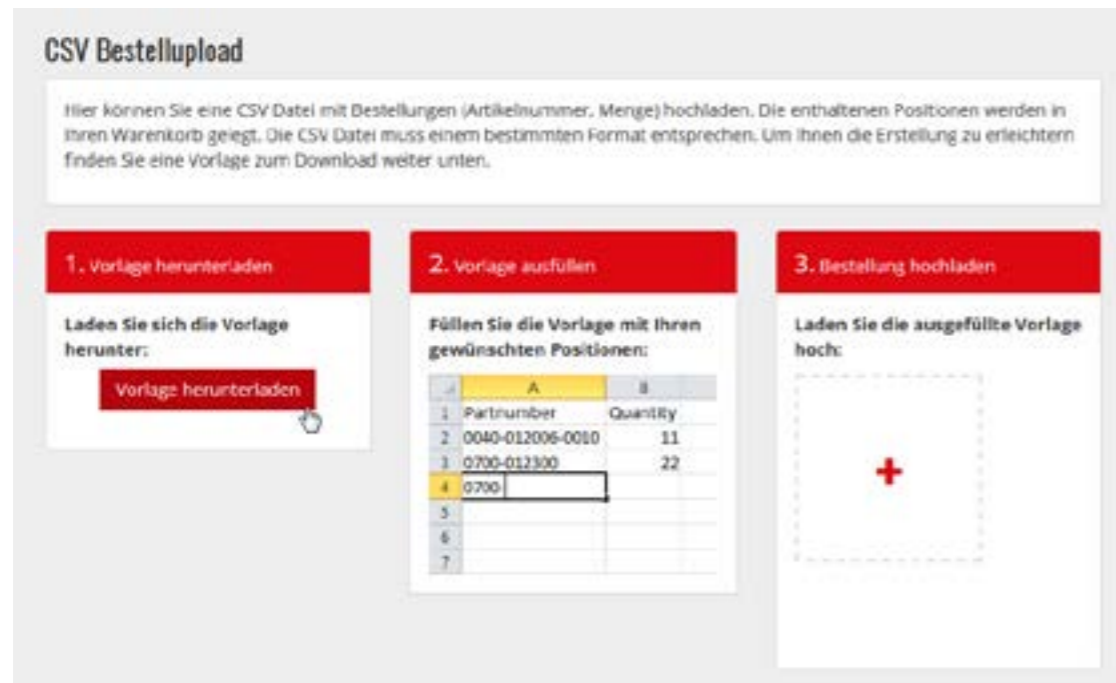 CSV Bestellupload
Hier können Sie eine CSV Datei mit Bestellungen (Artikelnummer, Menge) hochladen. Die enthaltenen Positionen werden in
Ihren Warenkorb gelegt. Die CSV Datei muss einem bestimmten Format entsprechen. Um Ihnen die Erstellung zu erleichtern
finden Sie eine Vorlage zum Download weiter unten.
1. Vorlage herunterladen
Laden Sie sich die Vorlage
herunter:
Vorlage herunterladen
2. Vorlage ausfüllen
Füllen Sie die Vorlage mit Ihren
gewünschten Positionen:
A B
1 Partnumber Quantity
2 0040-012006-0010 11
3 0700-012300 22
4 0700-
5
6
7
3. Bestellung hochladen
Laden Sie die ausgefüllte Vorlage
hoch:
+